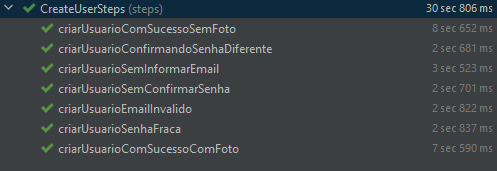 CreateUserSteps (steps) 30 sec 806 ms
criarUsuarioComSucessoSemFoto 8 sec 652 ms
criarUsuarioConfirmandoSenhaDiferente 2 sec 681 ms
criarUsuarioSemInformarEmail 3 sec 523 ms
criarUsuarioSemConfirmarSenha 2 sec 701 ms
criarUsuarioEmailInvalido 2 sec 822 ms
criarUsuarioSenhaFraca 2 sec 837 ms
criarUsuarioComSucessoComFoto 7 sec 590 ms